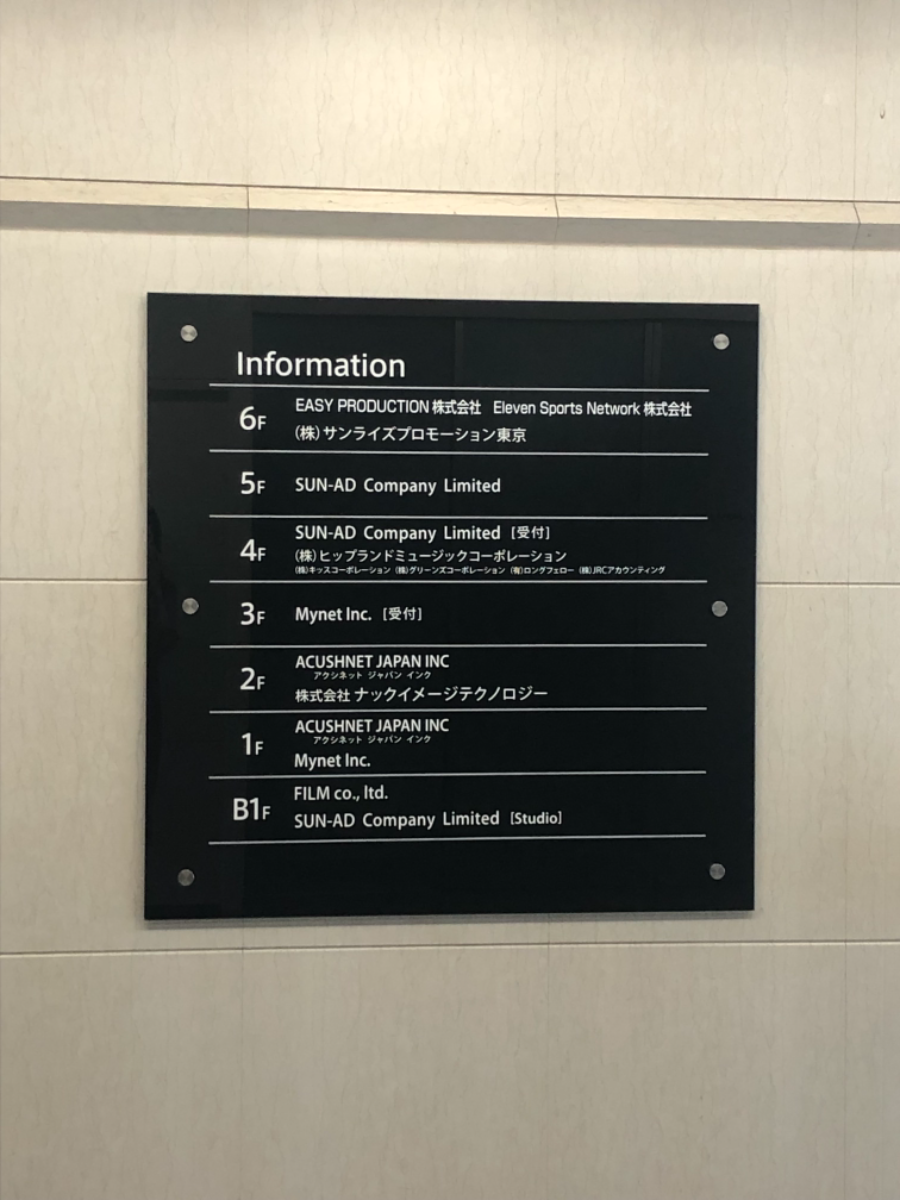 Information
6F
EASY PRODUCTION 株式会社 Eleven Sports Network 株式会社
(株)サンライズプロモーション東京
5F
SUN-AD Company Limited
4F
SUN-AD Company Limited [受付]
(株)ヒップランドミュージックコーポレーション
(株)キッスコーポレーション (株)グリーンズコーポレーション (有)ロングフェロー (株)JRCアカウンティング
3F
Mynet Inc. [受付]
2F
ACUSHNET JAPAN INC
アクシネット ジャパン インク
株式会社 ナックイメージテクノロジー
1F
ACUSHNET JAPAN INC
アクシネット ジャパン インク
Mynet Inc.
B1F
FILM co., ltd.
SUN-AD Company Limited [Studio]